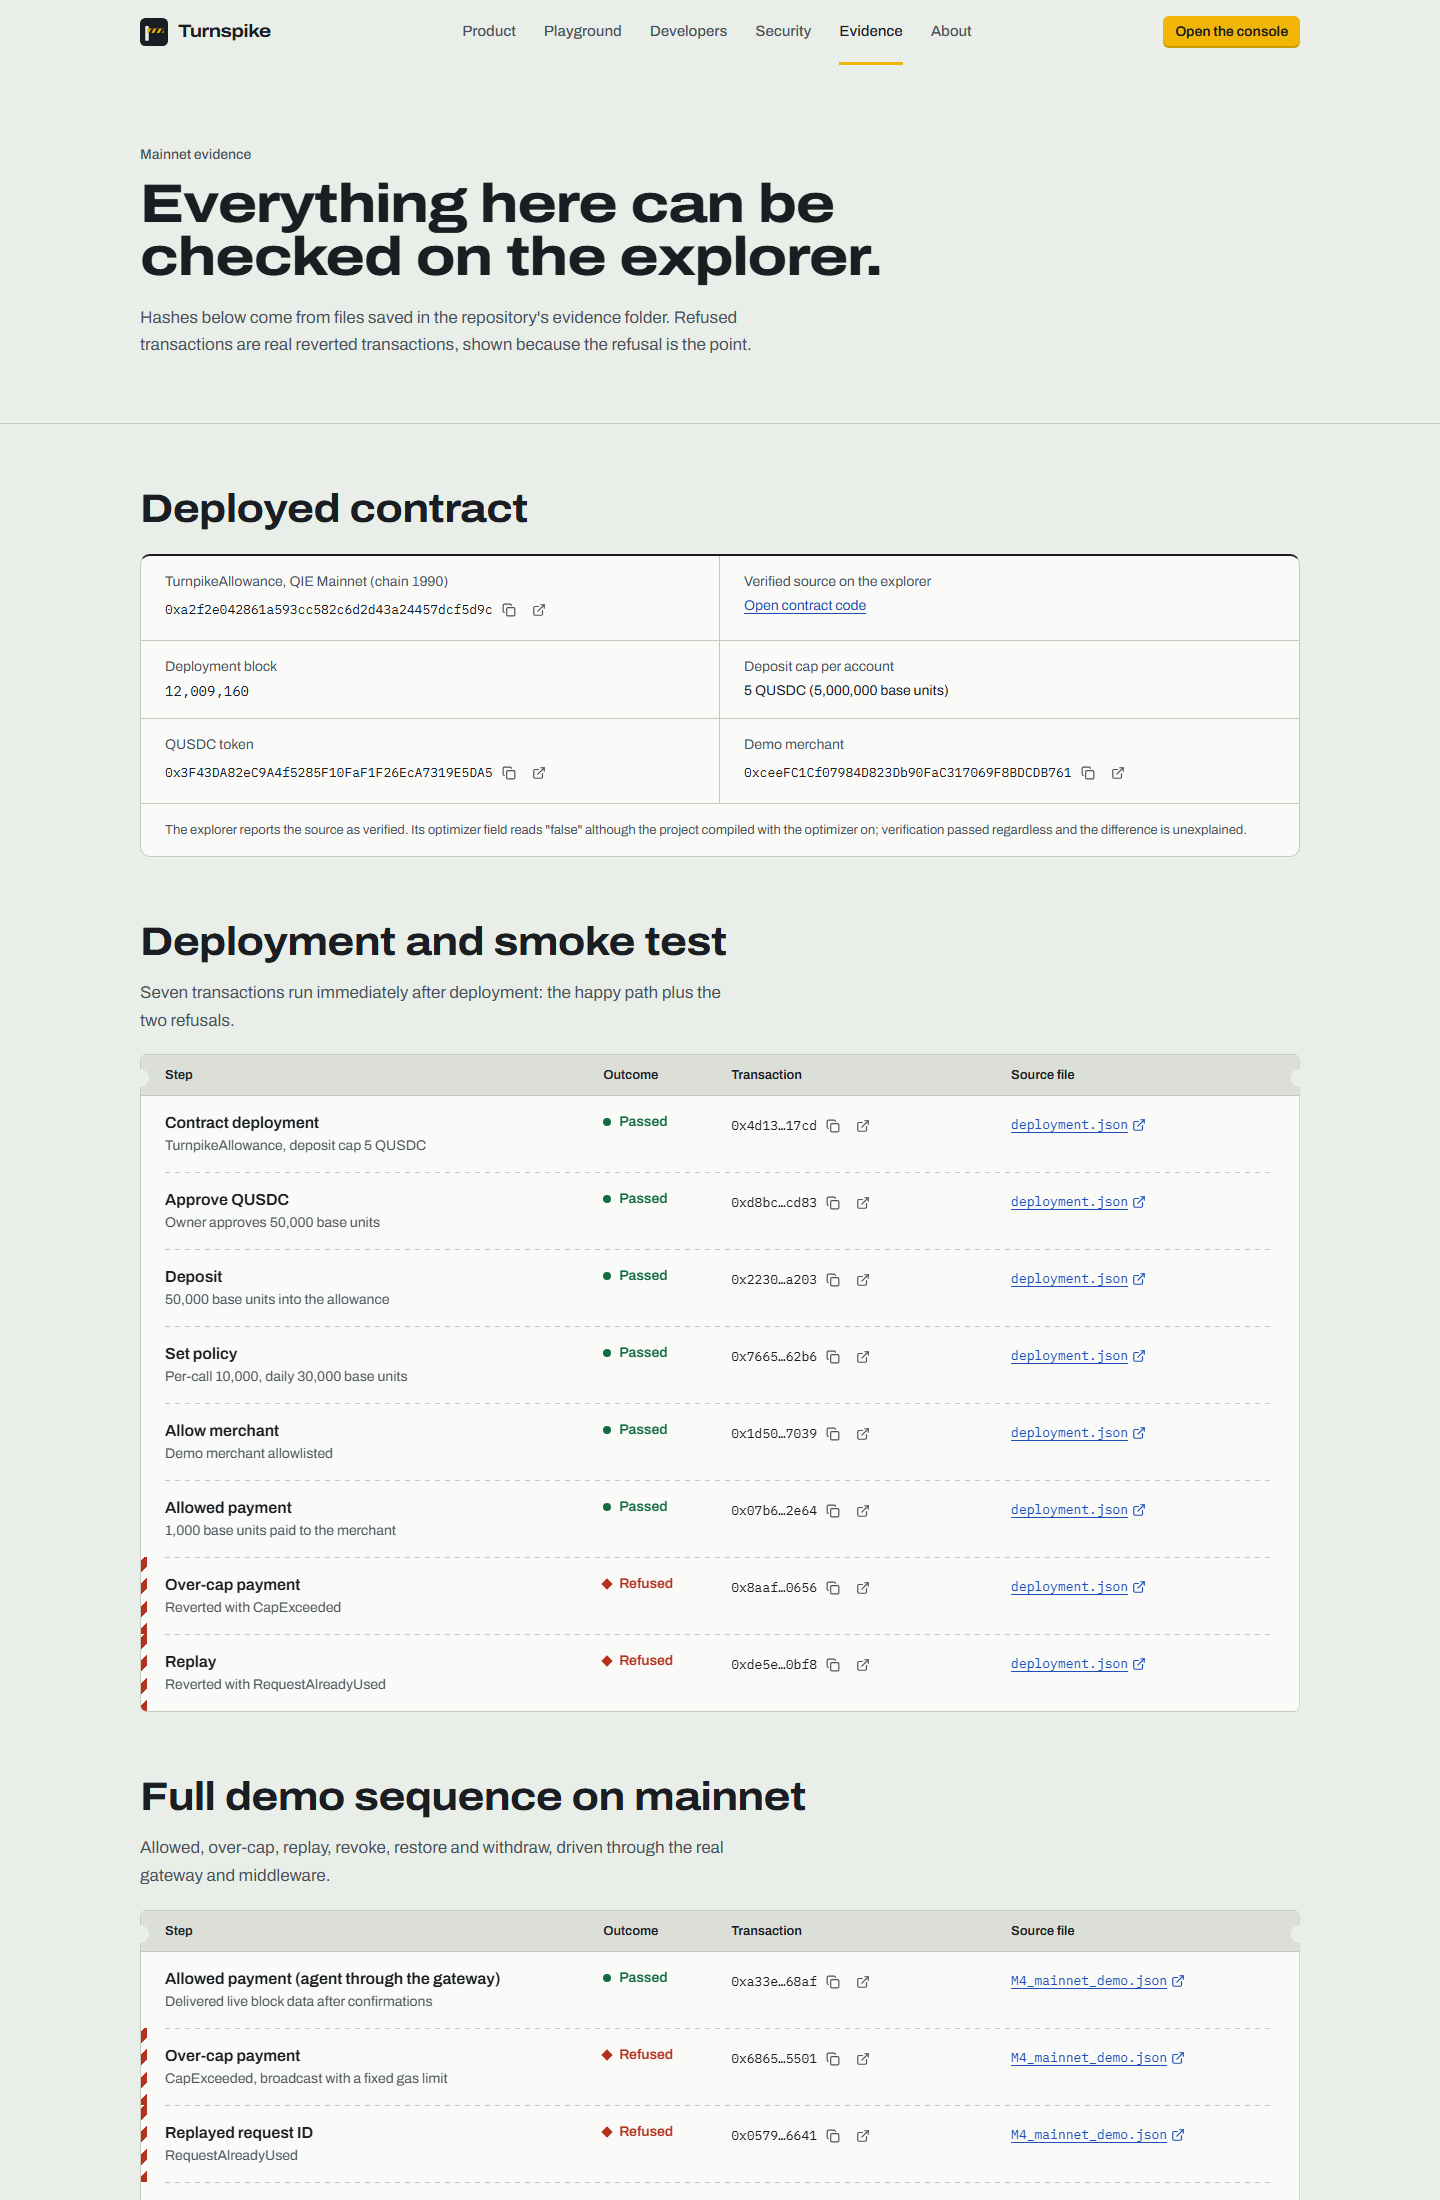 Turnspike
Product
Playground
Developers
Security
Evidence
About
Open the console
Mainnet evidence
Everything here can be
checked on the explorer.
Hashes below come from files saved in the repository's evidence folder. Refused
transactions are real reverted transactions, shown because the refusal is the point.
Deployed contract
TurnpikeAllowance, QIE Mainnet (chain 1990)
0xa2f2e042861a593cc582c6d2d43a24457dcf5d9c
Verified source on the explorer
Open contract code
Deployment block
12,009,160
Deposit cap per account
5 QUSDC (5,000,000 base units)
QUSDC token
0x3F43DA82eC9A4f5285F10FaF1F26EcA7319E5DA5
Demo merchant
0xceeFC1Cf07984D823Db90FaC317069F8BDCDB761
The explorer reports the source as verified. Its optimizer field reads "false" although the project compiled with the optimizer on; verification passed regardless and the difference is unexplained.
Deployment and smoke test
Seven transactions run immediately after deployment: the happy path plus the
two refusals.
Step Outcome Transaction Source file
Contract deployment Passed 0x4d13…17cd deployment.json
TurnpikeAllowance, deposit cap 5 QUSDC
Approve QUSDC Passed 0xd8bc…cd83 deployment.json
Owner approves 50,000 base units
Deposit Passed 0x2230…a203 deployment.json
50,000 base units into the allowance
Set policy Passed 0x7665…62b6 deployment.json
Per-call 10,000, daily 30,000 base units
Allow merchant Passed 0x1d50…7039 deployment.json
Demo merchant allowlisted
Allowed payment Passed 0x07b6…2e64 deployment.json
1,000 base units paid to the merchant
Over-cap payment Refused 0x8aaf…0656 deployment.json
Reverted with CapExceeded
Replay Refused 0xde5e…0bf8 deployment.json
Reverted with RequestAlreadyUsed
Full demo sequence on mainnet
Allowed, over-cap, replay, revoke, restore and withdraw, driven through the real
gateway and middleware.
Step Outcome Transaction Source file
Allowed payment (agent through the gateway) Passed 0xa33e…68af M4_mainnet_demo.json
Delivered live block data after confirmations
Over-cap payment Refused 0x6865…5501 M4_mainnet_demo.json
CapExceeded, broadcast with a fixed gas limit
Replayed request ID Refused 0x0579…6641 M4_mainnet_demo.json
RequestAlreadyUsed